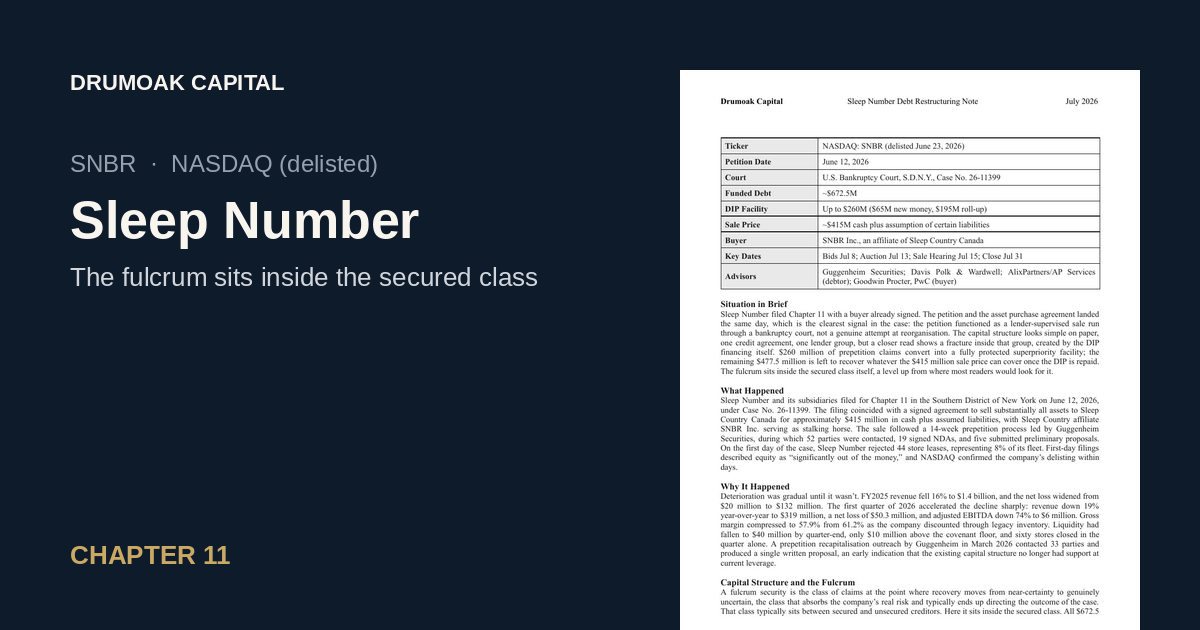 DRUMOAK CAPITAL
SNBR · NASDAQ (delisted)
Sleep Number
The fulcrum sits inside the secured class
CHAPTER 11
Drumoak Capital Sleep Number Debt Restructuring Note July 2026
Ticker NASDAQ: SNBR (delisted June 23, 2026)
Petition Date June 12, 2026
Court U.S. Bankruptcy Court, S.D.N.Y., Case No. 26-11399
Funded Debt ~$672.5M
DIP Facility Up to $260M ($65M new money, $195M roll-up)
Sale Price ~$415M cash plus assumption of certain liabilities
Buyer SNBR Inc., an affiliate of Sleep Country Canada
Key Dates Bids Jul 8; Auction Jul 13; Sale Hearing Jul 15; Close Jul 31
Advisors Guggenheim Securities; Davis Polk & Wardwell; AlixPartners/AP Services
(debtor); Goodwin Procter, PwC (buyer)
Situation in Brief
Sleep Number filed Chapter 11 with a buyer already signed. The petition and the asset purchase agreement landed
the same day, which is the clearest signal in the case: the petition functioned as a lender-supervised sale run
through a bankruptcy court, not a genuine attempt at reorganisation. The capital structure looks simple on paper,
one credit agreement, one lender group, but a closer read shows a fracture inside that group, created by the DIP
financing itself. $260 million of prepetition claims convert into a fully protected superpriority facility; the
remaining $477.5 million is left to recover whatever the $415 million sale price can cover once the DIP is repaid.
The fulcrum sits inside the secured class itself, a level up from where most readers would look for it.
What Happened
Sleep Number and its subsidiaries filed for Chapter 11 in the Southern District of New York on June 12, 2026,
under Case No. 26-11399. The filing coincided with a signed agreement to sell substantially all assets to Sleep
Country Canada for approximately $415 million in cash plus assumed liabilities, with Sleep Country affiliate
SNBR Inc. serving as stalking horse. The sale followed a 14-week prepetition process led by Guggenheim
Securities, during which 52 parties were contacted, 19 signed NDAs, and five submitted preliminary proposals.
On the first day of the case, Sleep Number rejected 44 store leases, representing 8% of its fleet. First-day filings
described equity as “significantly out of the money,” and NASDAQ confirmed the company’s delisting within
days.
Why It Happened
Deterioration was gradual until it wasn’t. FY2025 revenue fell 16% to $1.4 billion, and the net loss widened from
$20 million to $132 million. The first quarter of 2026 accelerated the decline sharply: revenue down 19%
year-over-year to $319 million, a net loss of $50.3 million, and adjusted EBITDA down 74% to $6 million. Gross
margin compressed to 57.9% from 61.2% as the company discounted through legacy inventory. Liquidity had
fallen to $40 million by quarter-end, only $10 million above the covenant floor, and sixty stores closed in the
quarter alone. A prepetition recapitalisation outreach by Guggenheim in March 2026 contacted 33 parties and
produced a single written proposal, an early indication that the existing capital structure no longer had support at
current leverage.
Capital Structure and the Fulcrum
A fulcrum security is the class of claims at the point where recovery moves from near-certainty to genuinely
uncertain, the class that absorbs the company’s real risk and typically ends up directing the outcome of the case.
That class typically sits between secured and unsecured creditors. Here it sits inside the secured class. All $672.5